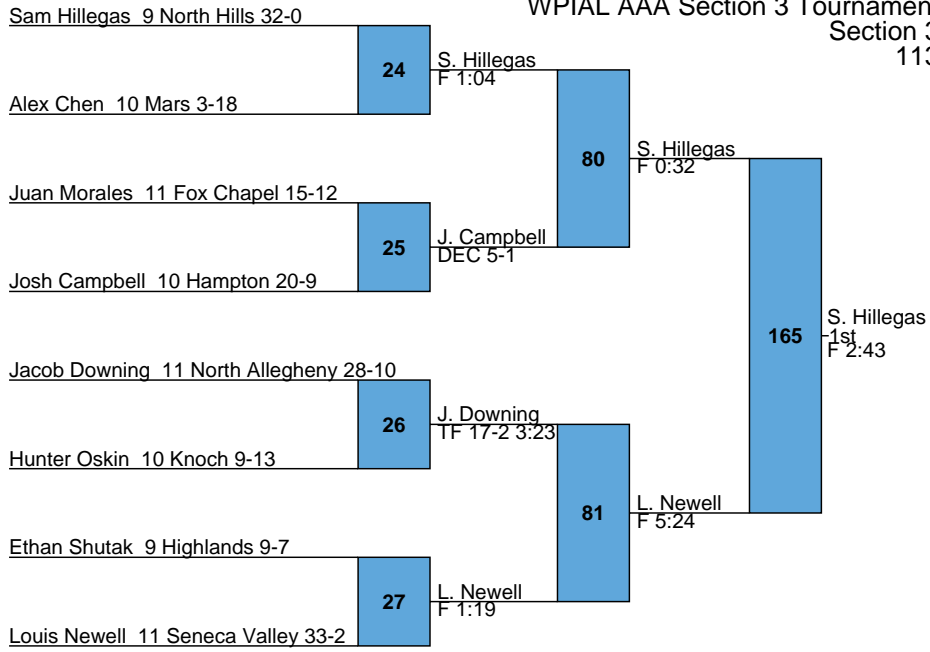 WPIAL AAA Section 3 Tournamen
Section 3
113
Sam Hillegas 9 North Hills 32-0
24
S. Hillegas
F 1:04
Alex Chen 10 Mars 3-18
80
S. Hillegas
F 0:32
Juan Morales 11 Fox Chapel 15-12
25
J. Campbell
DEC 5-1
Josh Campbell 10 Hampton 20-9
165
S. Hillegas
1st
F 2:43
Jacob Downing 11 North Allegheny 28-10
26
J. Downing
TF 17-2 3:23
Hunter Oskin 10 Knoch 9-13
81
L. Newell
F 5:24
Ethan Shutak 9 Highlands 9-7
27
L. Newell
F 1:19
Louis Newell 11 Seneca Valley 33-2